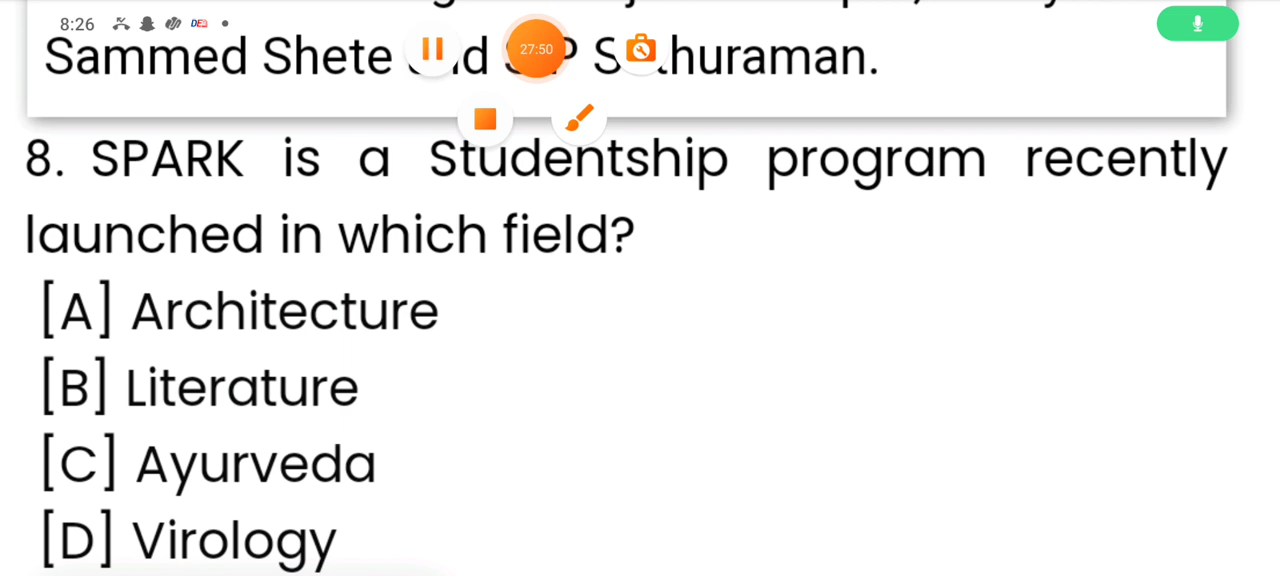 8:26
27:50
Sammed Shete
8. SPARK is a Studentship program recently
launched in which field?
[A] Architecture
[B] Literature
[C] Ayurveda
[D] Virology